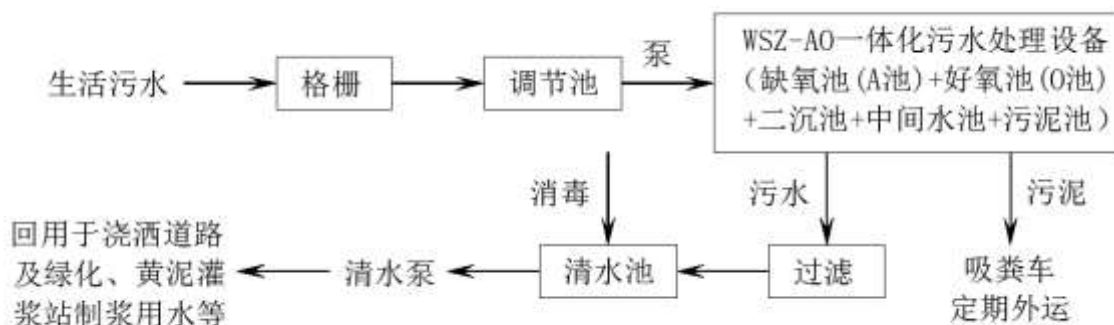 生活污水
格栅
调节池
泵
WSZ-AO一体化污水处理设备
(缺氧池(A池)+好氧池(O池)
+二沉池+中间水池+污泥池)
消毒
污水
污泥
回用于浇洒道路
及绿化、黄泥灌
浆站制浆用水等
清水泵
清水池
过滤
吸粪车
定期外运